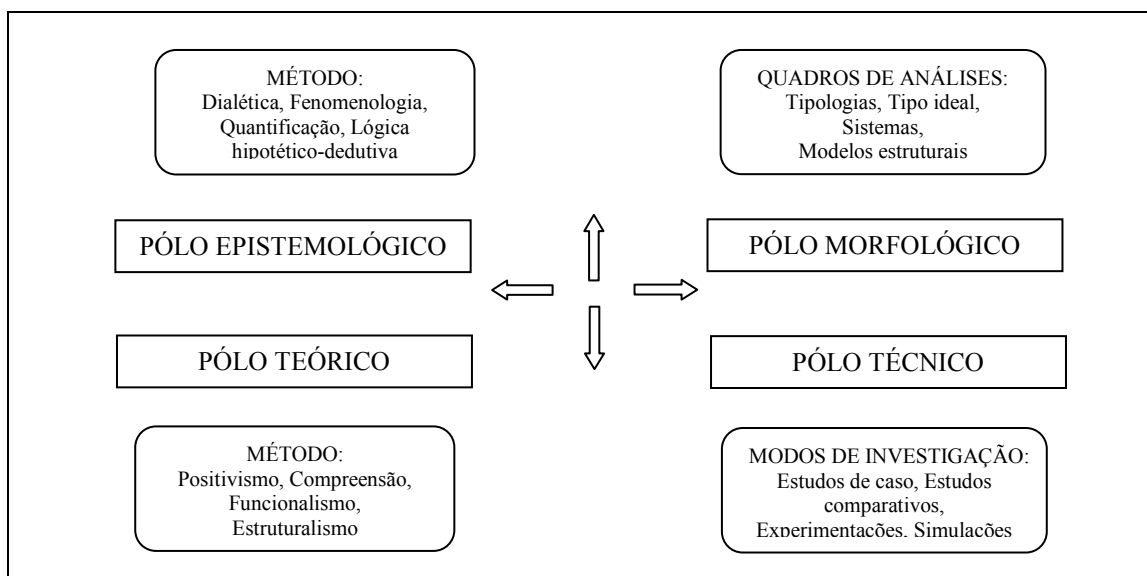 MÉTODO:
Dialética, Fenomenologia,
Quantificação, Lógica
hipotético-dedutiva
QUADROS DE ANÁLISES:
Tipologias, Tipo ideal,
Sistemas,
Modelos estruturais
PÓLO EPISTEMOLÓGICO
PÓLO MORFOLÓGICO
PÓLO TEÓRICO
PÓLO TÉCNICO
MÉTODO:
Positivismo, Compreensão,
Funcionalismo,
Estruturalismo
MODOS DE INVESTIGAÇÃO:
Estudos de caso, Estudos
comparativos,
Experimentações, Simulações